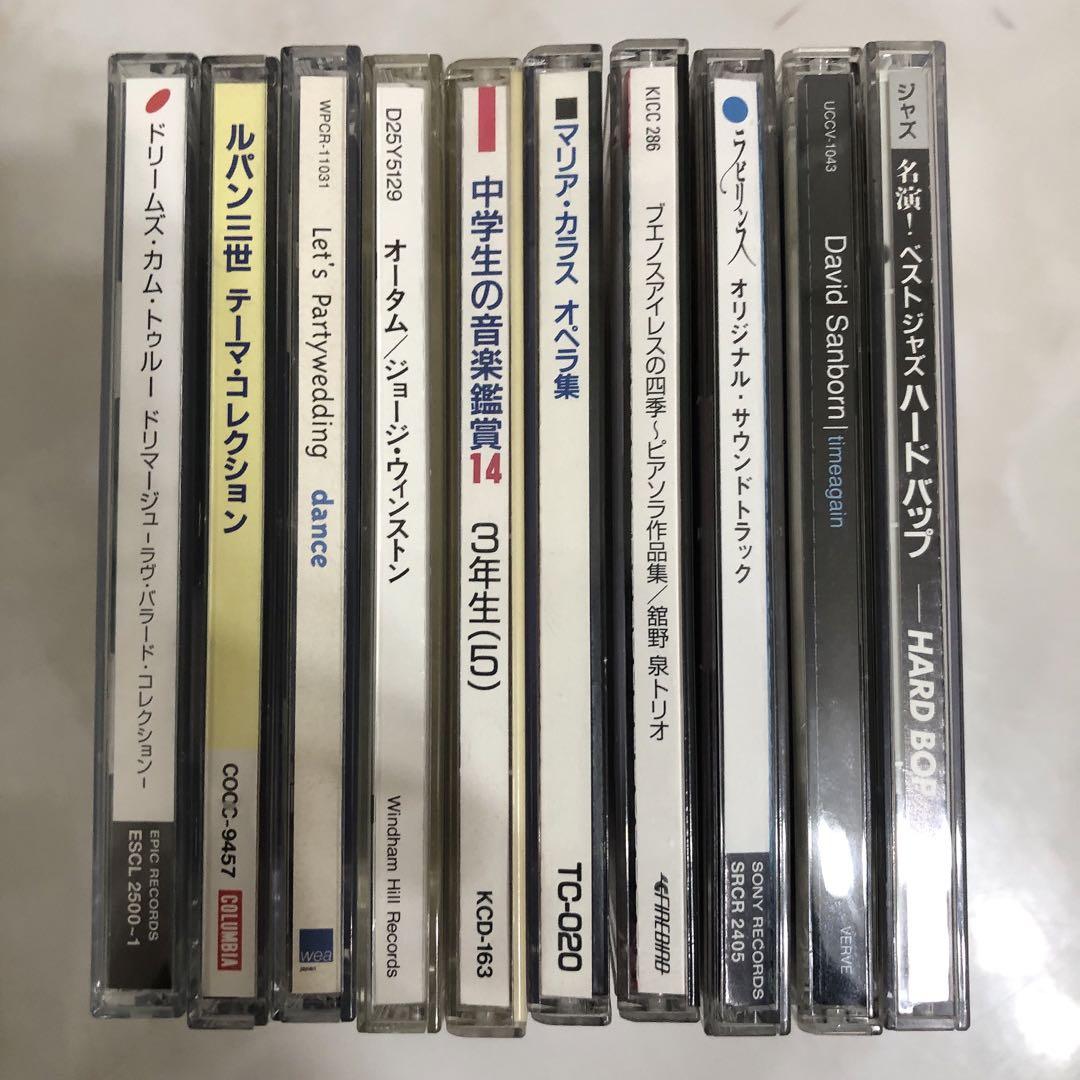 ドリームズ・カム・トゥルー ドリマージュ－ラヴ・バラード・コレクション－
EPIC RECORDS
ESCL 2500~1
ルパン三世 テーマ・コレクション
COCC-9457
COLUMBIA
WPCR-11031
Let's Partywedding dance
wea
japan
D25Y5129
オータム／ジョージ・ウィンストン
Windham Hill Records
中学生の音楽鑑賞14 3年生(5)
KCD-163
マリア・カラス オペラ集
TC-020
KICC 286
ブエノスアイレスの四季〜ピアソラ作品集／舘野 泉トリオ
FIREBIRD
ラビリンス オリジナル・サウンドトラック
SONY RECORDS
SRCR 2405
UCCV-1043
David Sanborn|timeagain
VERVE
ジャズ
名演!ベストジャズ ハードバップ ―HARD BOP